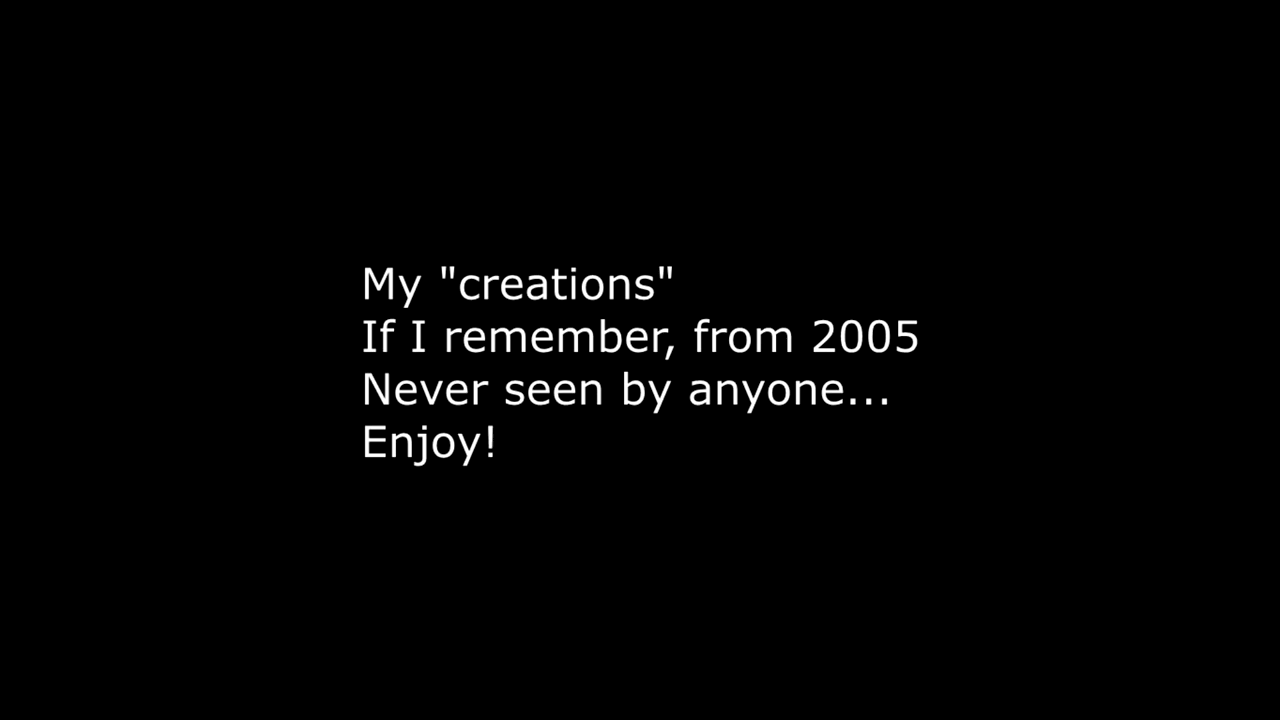 My "creations"
If I remember, from 2005
Never seen by anyone...
Enjoy!